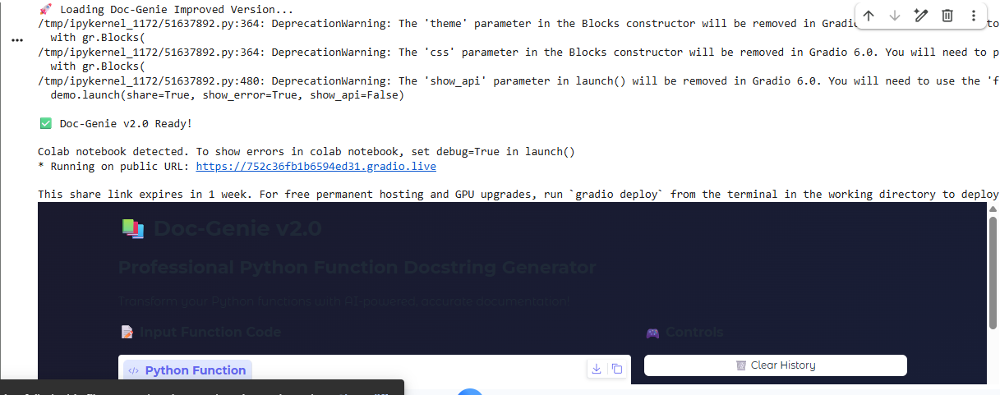 🚀 Loading Doc-Genie Improved Version...
/tmp/ipykernel_1172/51637892.py:364: DeprecationWarning: The 'theme' parameter in the Blocks constructor will be removed in Gradio
with gr.Blocks(
/tmp/ipykernel_1172/51637892.py:364: DeprecationWarning: The 'css' parameter in the Blocks constructor will be removed in Gradio 6.0. You will need to p
with gr.Blocks(
/tmp/ipykernel_1172/51637892.py:480: DeprecationWarning: The 'show_api' parameter in launch() will be removed in Gradio 6.0. You will need to use the 'f
demo.launch(share=True, show_error=True, show_api=False)
✅ Doc-Genie v2.0 Ready!
Colab notebook detected. To show errors in colab notebook, set debug=True in launch()
* Running on public URL: https://752c36fb1b6594ed31.gradio.live
This share link expires in 1 week. For free permanent hosting and GPU upgrades, run `gradio deploy` from the terminal in the working directory to deploy
📚 Doc-Genie v2.0
Professional Python Function Docstring Generator
Transform your Python functions with AI-powered, accurate documentation!
📝 Input Function Code
🎮 Controls
</> Python Function
🗑️ Clear History